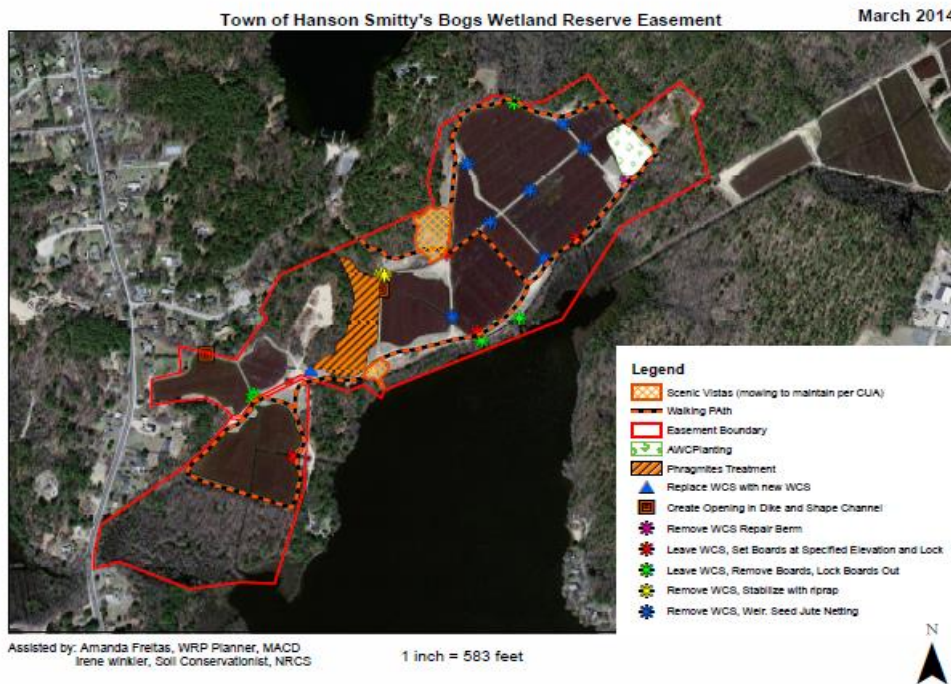 Town of Hanson Smitty's Bogs Wetland Reserve Easement
March 2014
Legend
Scenic Vistas (mowing to maintain per CUA)
Walking PAth
Easement Boundary
AWCPlanting
Phragmites Treatment
Replace WCS with new WCS
Create Opening in Dike and Shape Channel
Remove WCS Repair Berm
Leave WCS, Set Boards at Specified Elevation and Lock
Leave WCS, Remove Boards, Lock Boards Out
Remove WCS, Stabilize with riprap
Remove WCS, Weir. Seed Jute Netting
Assisted by: Amanda Freitas, WRP Planner, MACD
Irene winkler, Soil Conservationist, NRCS
1 inch = 583 feet
N